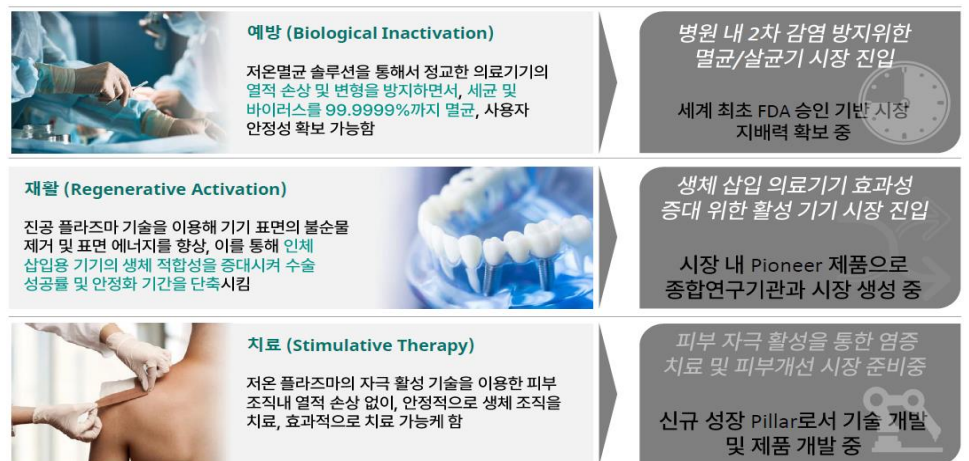 예방 (Biological Inactivation)
저온멸균 솔루션을 통해서 정교한 의료기기의
열적 손상 및 변형을 방지하면서, 세균 및
바이러스를 99.9999%까지 멸균, 사용자
안정성 확보 가능함
병원 내 2차 감염 방지위한
멸균/살균기 시장 진입
세계 최초 FDA 승인 기반 시장
지배력 확보 중
재활 (Regenerative Activation)
진공 플라즈마 기술을 이용해 기기 표면의 불순물
제거 및 표면 에너지를 향상, 이를 통해 인체
삽입용 기기의 생체 적합성을 증대시켜 수술
성공률 및 안정화 기간을 단축시킴
생체 삽입 의료기기 효과성
증대 위한 활성 기기 시장 진입
시장 내 Pioneer 제품으로
종합연구기관과 시장 생성 중
치료 (Stimulative Therapy)
저온 플라즈마의 자극 활성 기술을 이용한 피부
조직내 열적 손상 없이, 안정적으로 생체 조직을
치료, 효과적으로 치료 가능케 함
피부 자극 활성을 통한 염증
치료 및 피부개선 시장 준비중
신규 성장 Pillar로서 기술 개발
및 제품 개발 중